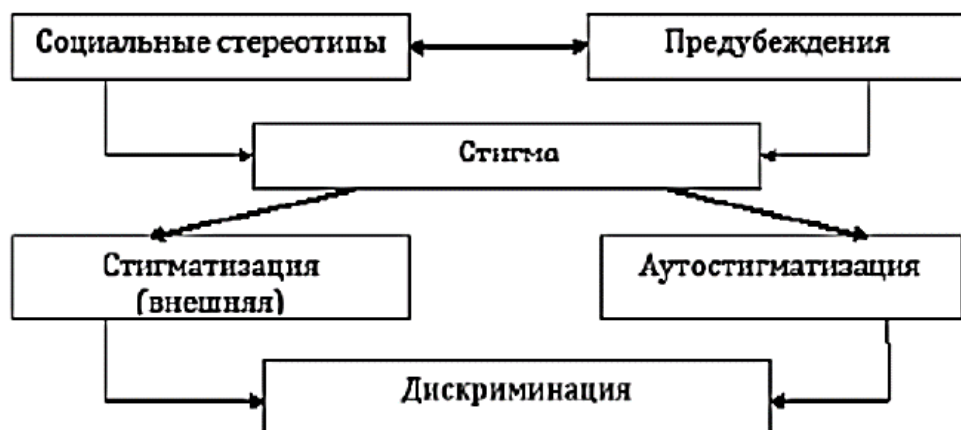 Социальные стереотипы
Предубеждения
Стигма
Стигматизация
(внешняя)
Аутостигматизация
Дискриминация